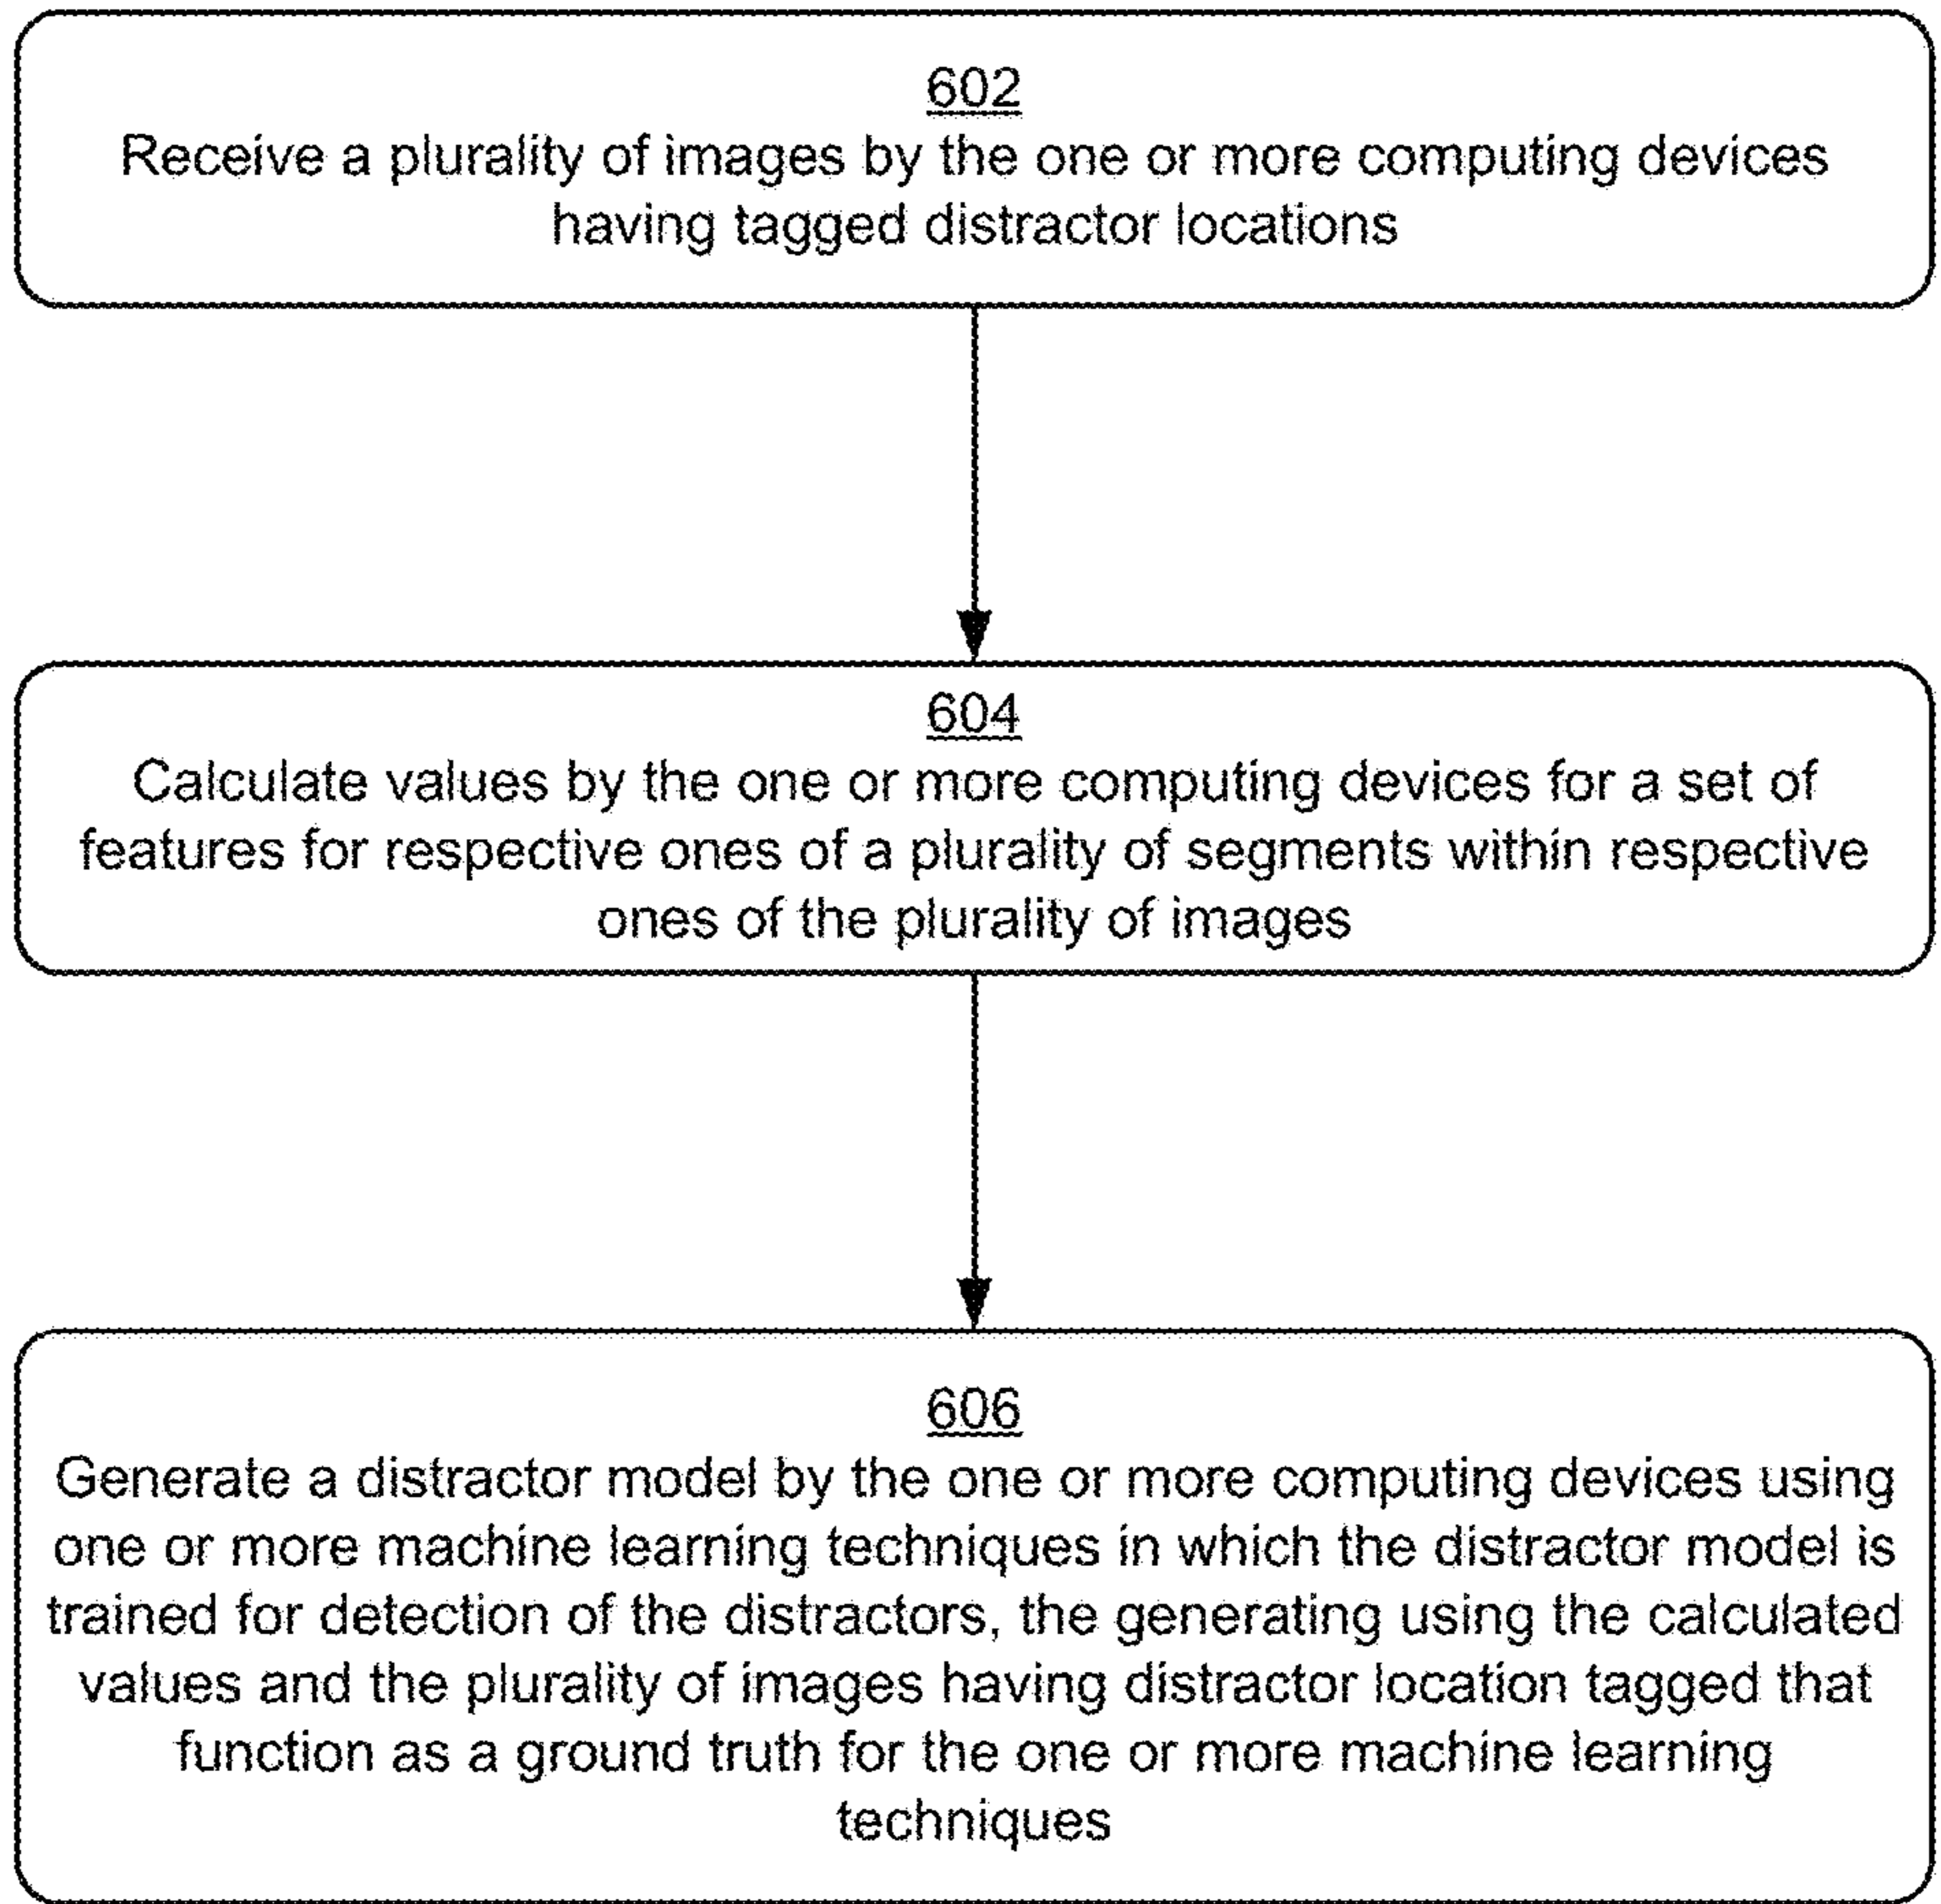 602
Receive a plurality of images by the one or more computing devices
having tagged distractor locations
604
Calculate values by the one or more computing devices for a set of
features for respective ones of a plurality of segments within respective
ones of the plurality of images
606
Generate a distractor model by the one or more computing devices using
one or more machine learning techniques in which the distractor model is
trained for detection of the distractors, the generating using the calculated
values and the plurality of images having distractor location tagged that
function as a ground truth for the one or more machine learning
techniques